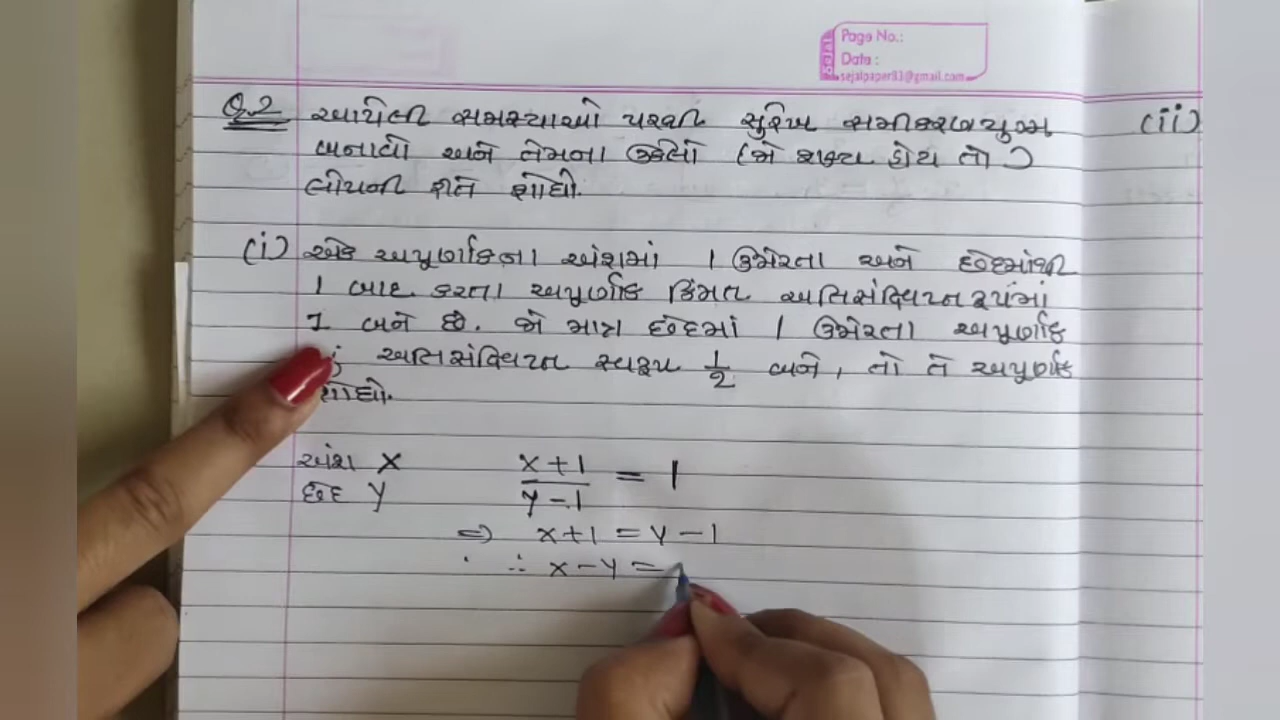 Page No.:
Date :
sejal
sejalpaper83@gmail.com
Q.2 આપેલી સમસ્યાઓ પરથી સુરેખ સમીકરણયુગ્મ (ii)
બનાવો અને તેમના ઉકેલો (જો શક્ય હોય તો)
લોપની રીતે શોધો.
(i) એક અપૂર્ણાંકના અંશમાં 1 ઉમેરતા અને છેદમાંથી
1 બાદ કરતા અપૂર્ણાંક કિંમત અતિસંક્ષિપ્ત રૂપમાં
1 બને છે. જો માત્ર છેદમાં 1 ઉમેરતા અપૂર્ણાંક
નું અતિસંક્ષિપ્ત સ્વરૂપ 1/2 બને, તો તે અપૂર્ણાંક
શોધો.
અંશ x
છેદ y
x+1/y-1 = 1
⇒ x+1 = y-1
∴ x-y =